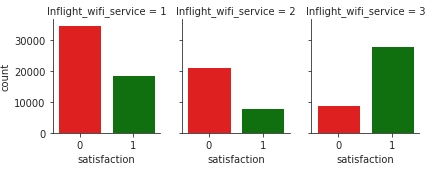 Inflight_wifi_service = 1 Inflight_wifi_service = 2 Inflight_wifi_service = 3
30000
20000
10000
0
count
0 1 0 1 0 1
satisfaction satisfaction satisfaction